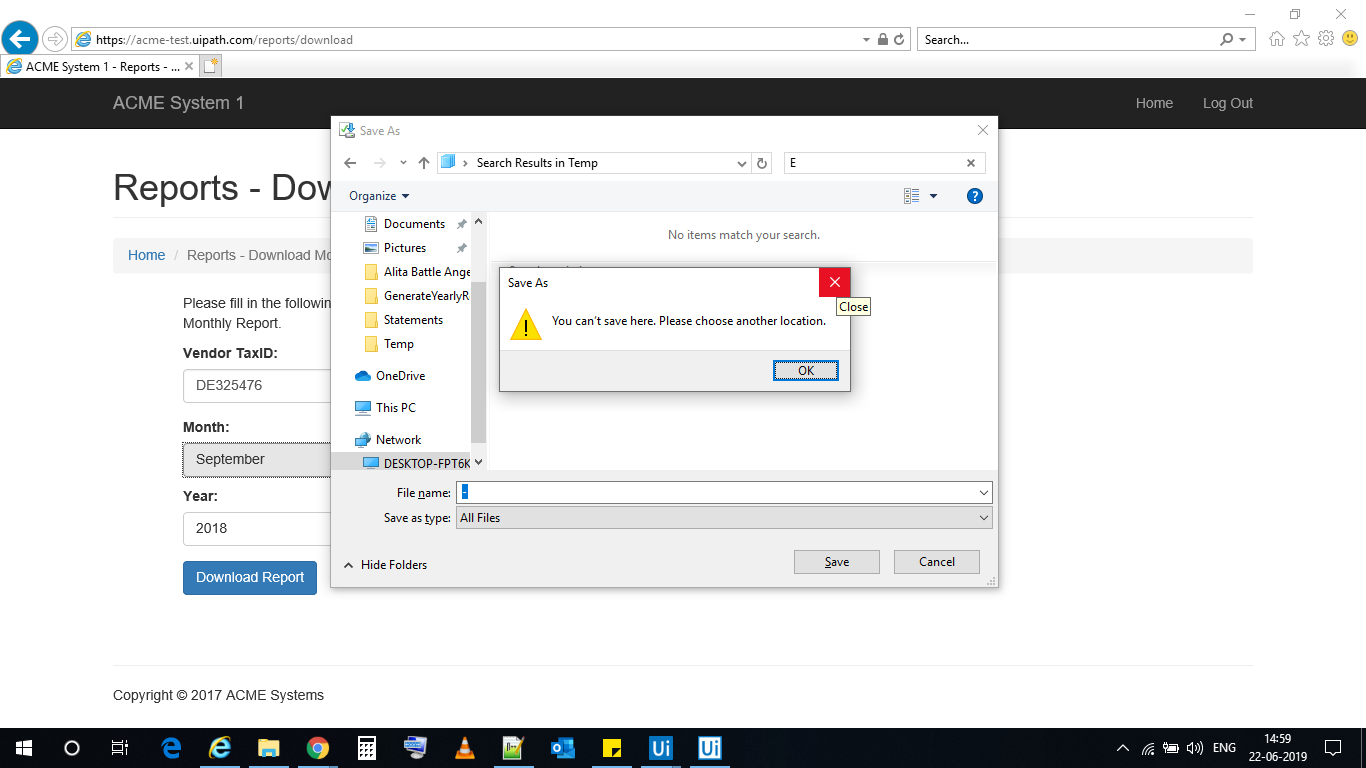 https://acme-test.uipath.com/reports/download
Search...
ACME System 1 - Reports - ...
ACME System 1
Home
Log Out
Save As
Search Results in Temp
E
Reports - Dow
Organize
Documents
No items match your search.
Pictures
Home / Reports - Download Mo
Alita Battle Ange
Save As
GenerateYearlyR
Close
Please fill in the following
Monthly Report.
Statements
You can't save here. Please choose another location.
Temp
Vendor TaxID:
OK
OneDrive
DE325476
This PC
Month:
Network
September
DESKTOP-FPT6K
File name: -
Year:
Save as type: All Files
2018
Hide Folders
Save
Cancel
Download Report
Copyright © 2017 ACME Systems
Ui
Ui
ENG
14:59
22-06-2019